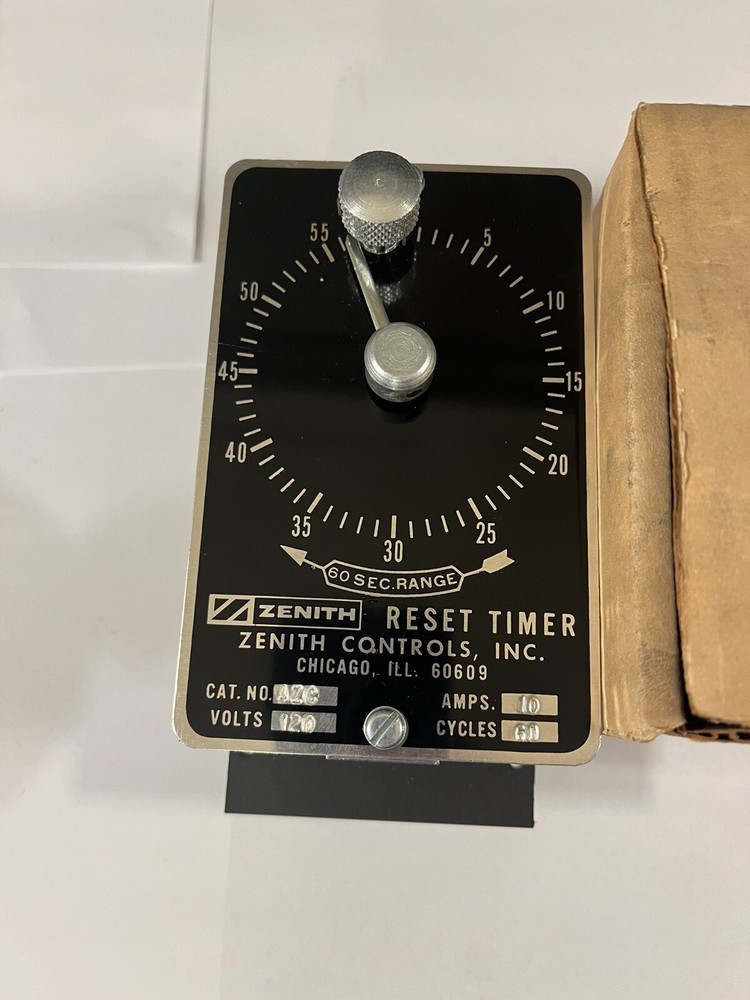 55 5
50 10
45 15
40 20
35 25
30
60 SEC. RANGE
ZENITH RESET TIMER
ZENITH CONTROLS, INC.
CHICAGO, ILL. 60609
CAT. NO. AZC AMPS. 10
VOLTS 120 CYCLES 60